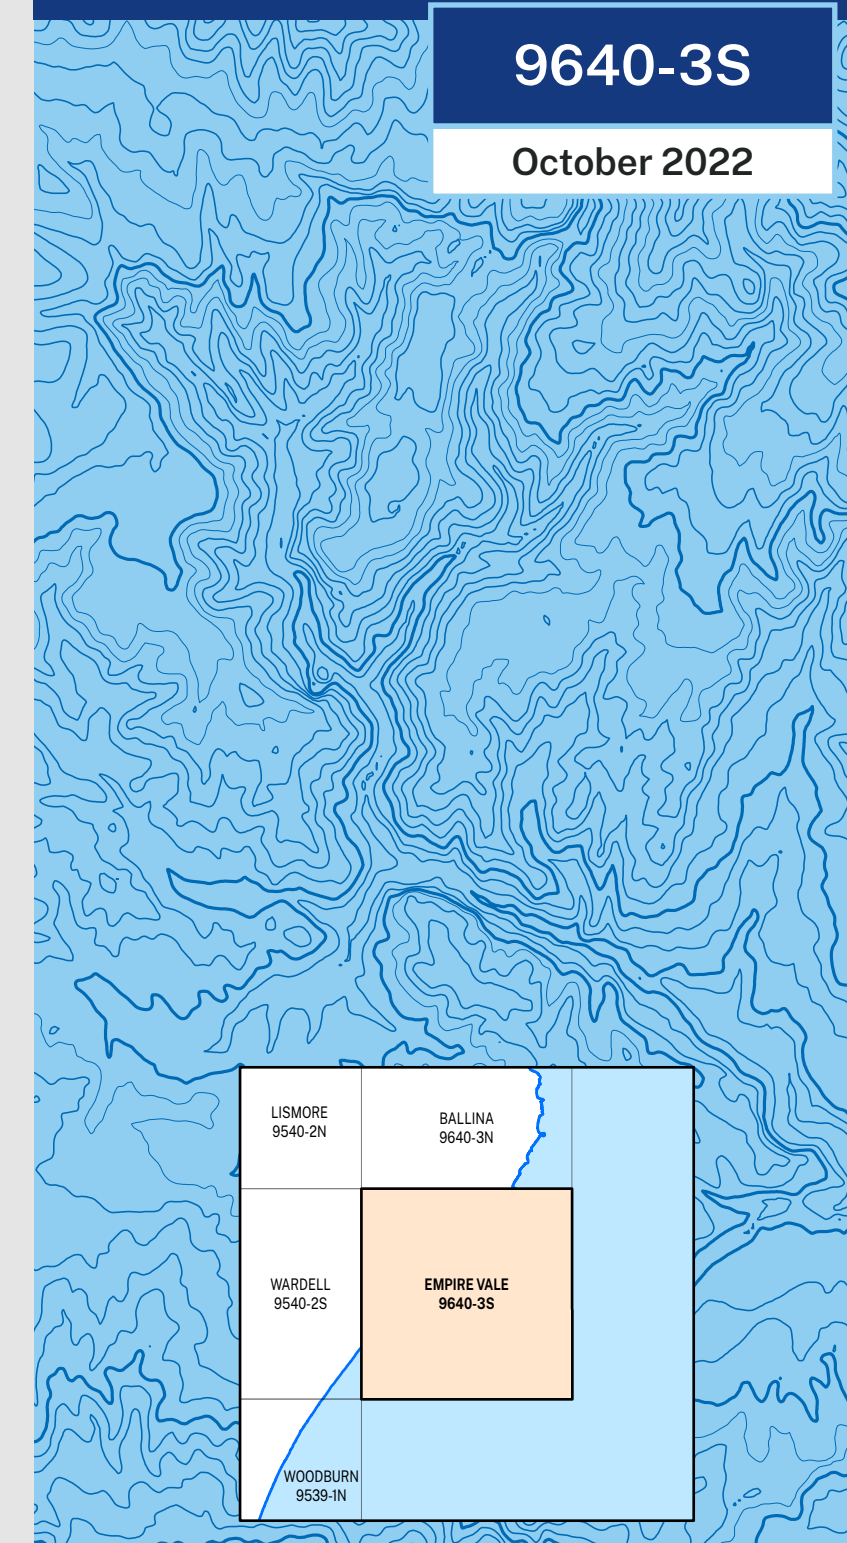 9640-3S
October 2022
LISMORE
9540-2N
BALLINA
9640-3N
WARDELL
9540-2S
EMPIRE VALE
9640-3S
WOODBURN
9539-1N